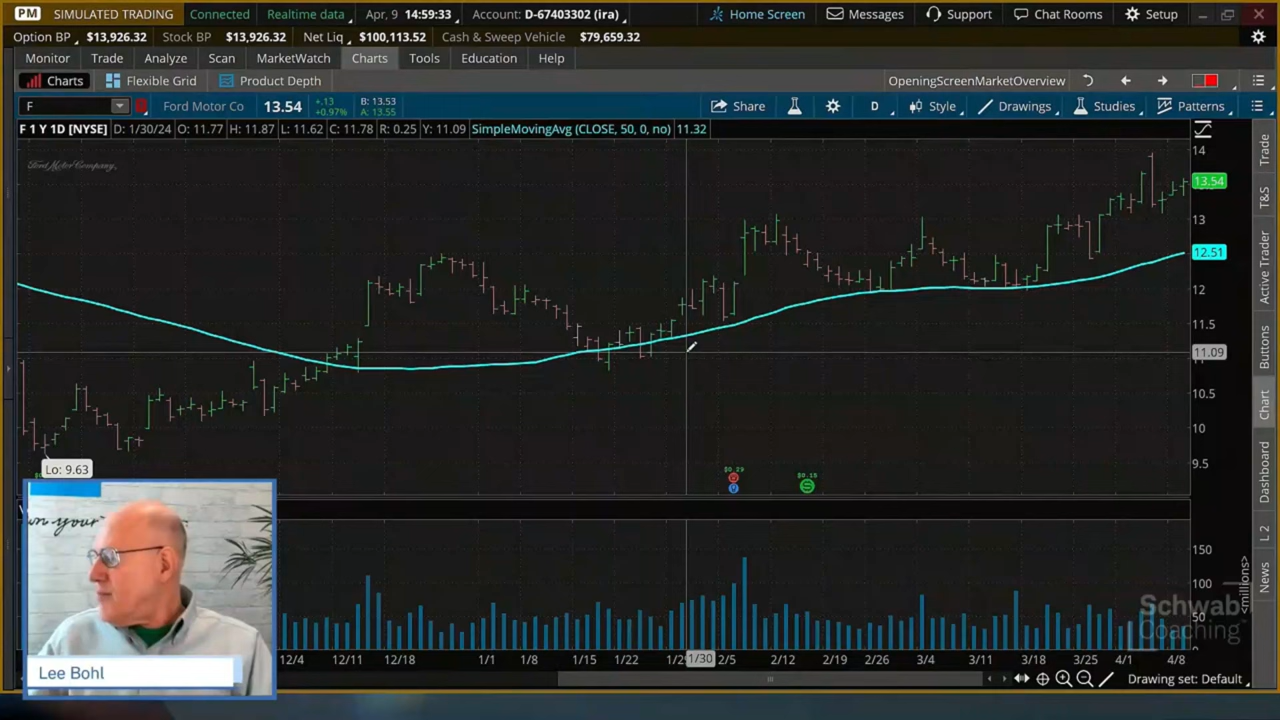 PM SIMULATED TRADING Connected Realtime data Apr, 9 14:59:33 Account: D-67403302 (ira) Home Screen Messages Support Chat Rooms Setup
Option BP $13,926.32 Stock BP $13,926.32 Net Liq $100,113.52 Cash & Sweep Vehicle $79,659.32
Monitor Trade Analyze Scan MarketWatch Charts Tools Education Help
Charts Flexible Grid Product Depth OpeningScreenMarketOverview
F Ford Motor Co 13.54 +.13 +0.97% B: 13.53 A: 13.55 Share D Style Drawings Studies Patterns
F 1 Y 1D [NYSE] D: 1/30/24 O: 11.77 H: 11.87 L: 11.62 C: 11.78 R: 0.25 Y: 11.09 SimpleMovingAvg (CLOSE, 50, 0, no) 11.32
Ford Motor Company,
14
13.54
13
12.51
12
11.5
11.09
10.5
10
9.5
Lo: 9.63
$0.29
$0.15
Trade
T&S
Active Trader
Buttons
Chart
Dashboard
L 2
News
150
100
50
<millions>
Schwab
Coaching
12/4 12/11 12/18 1/1 1/8 1/15 1/22 1/30 2/5 2/12 2/19 2/26 3/4 3/11 3/18 3/25 4/1 4/8
Lee Bohl
Drawing set: Default